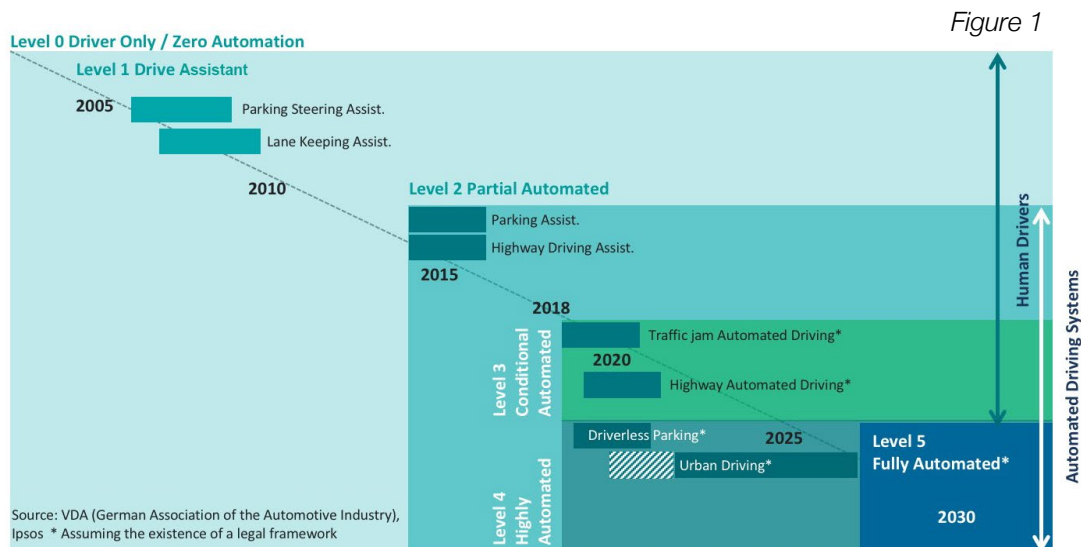 Figure 1
Level 0 Driver Only / Zero Automation
Level 1 Drive Assistant
2005
Parking Steering Assist.
Lane Keeping Assist.
2010
Level 2 Partial Automated
Parking Assist.
Highway Driving Assist.
2015
2018
Level 3
Conditional
Automated
Traffic jam Automated Driving*
2020
Highway Automated Driving*
Level 4
Highly
Automated
Driverless Parking*
2025
Urban Driving*
Level 5
Fully Automated*
2030
Human Drivers
Automated Driving Systems
Source: VDA (German Association of the Automotive Industry),
Ipsos * Assuming the existence of a legal framework